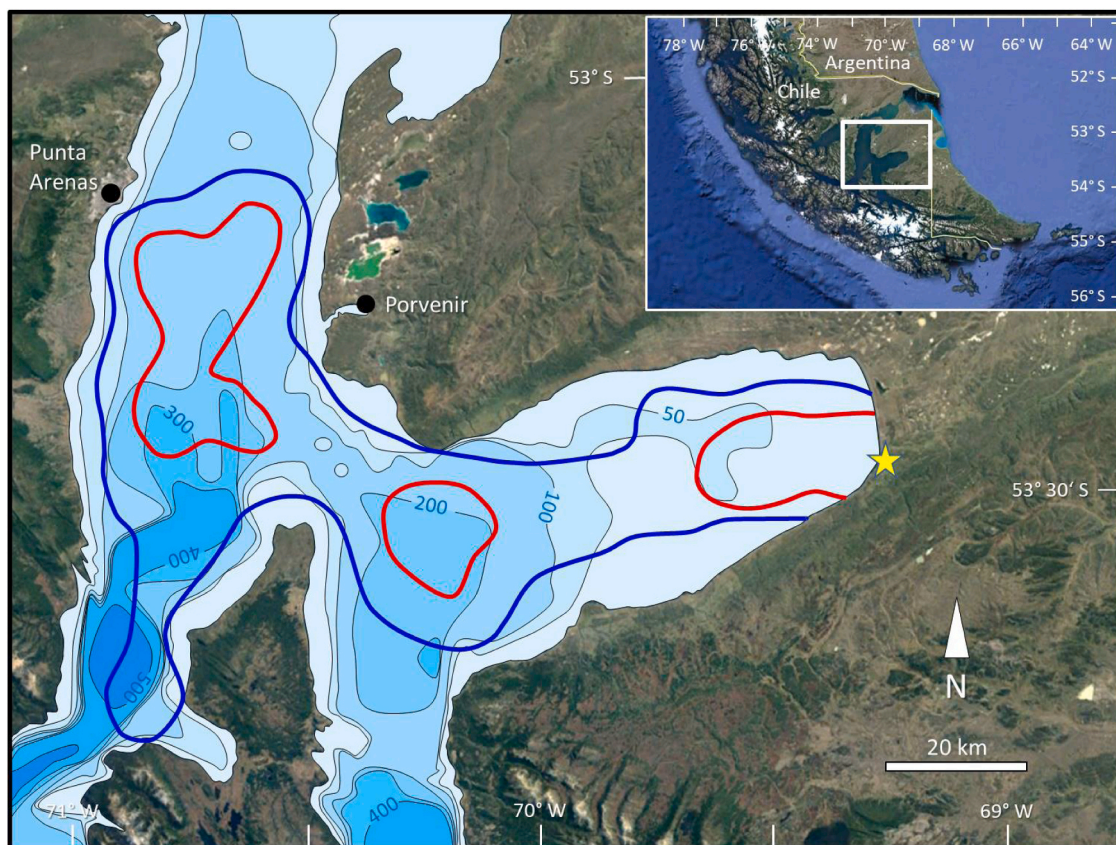 78° W 76° W 74° W 70° W 68° W 66° W 64° W
Argentina
52° S
Chile
53° S
54° S
55° S
56° S
53° S
Punta
Arenas
Porvenir
50
300
200
100
53° 30‘ S
400
500
N
20 km
400
71° W
70° W
69° W